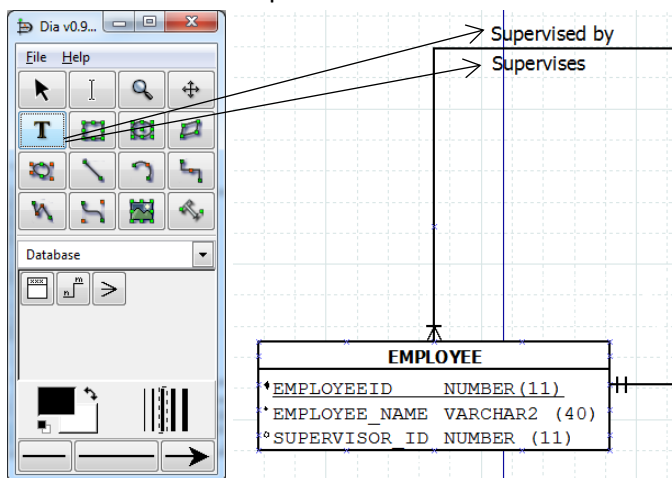 Dia v0.9...
File Help
T
Database
xxx
n m
Supervised by
Supervises
EMPLOYEE
EMPLOYEEID NUMBER(11)
EMPLOYEE_NAME VARCHAR2 (40)
SUPERVISOR_ID NUMBER (11)